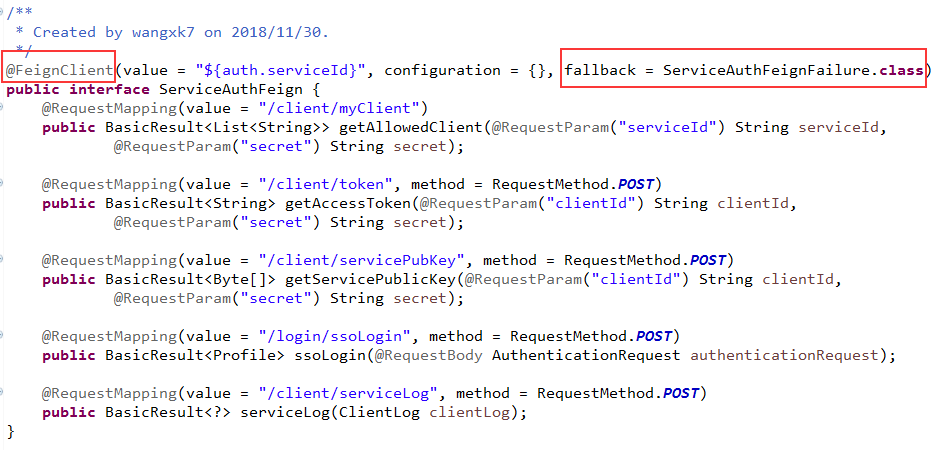 /**
 * Created by wangxk7 on 2018/11/30.
 */
@FeignClient(value = "${auth.serviceId}", configuration = {}, fallback = ServiceAuthFeignFailure.class)
public interface ServiceAuthFeign {
    @RequestMapping(value = "/client/myClient")
    public BasicResult<List<String>> getAllowedClient(@RequestParam("serviceId") String serviceId,
            @RequestParam("secret") String secret);

    @RequestMapping(value = "/client/token", method = RequestMethod.POST)
    public BasicResult<String> getAccessToken(@RequestParam("clientId") String clientId,
            @RequestParam("secret") String secret);

    @RequestMapping(value = "/client/servicePubKey", method = RequestMethod.POST)
    public BasicResult<Byte[]> getServicePublicKey(@RequestParam("clientId") String clientId,
            @RequestParam("secret") String secret);

    @RequestMapping(value = "/login/ssoLogin", method = RequestMethod.POST)
    public BasicResult<Profile> ssoLogin(@RequestBody AuthenticationRequest authenticationRequest);

    @RequestMapping(value = "/client/serviceLog", method = RequestMethod.POST)
    public BasicResult<?> serviceLog(ClientLog clientLog);
}